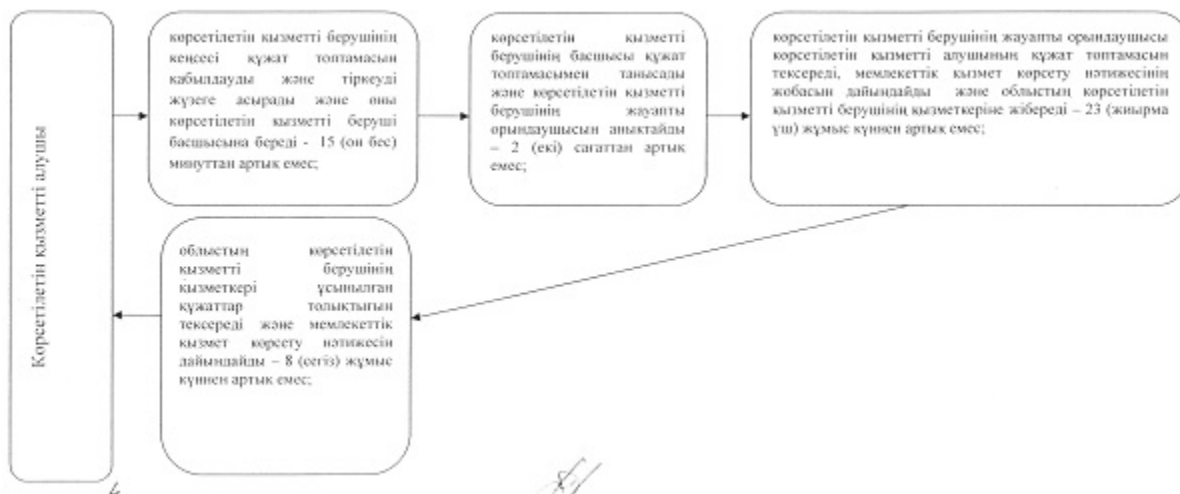 Көрсетілетін қызметті алушы
көрсетілетін қызметті берушінің
кеңсесі құжат топтамасын
қабылдауды және тіркеуді
жүзеге асырады және оны
көрсетілетін қызметті беруші
басшысына береді - 15 (он бес)
минуттан артық емес;
көрсетілетін қызметті
берушінің басшысы құжат
топтамасымен танысады
және көрсетілетін қызметті
берушінің жауапты
орындаушысын анықтайды
– 2 (екі) сағаттан артық
емес;
көрсетілетін қызметті берушінің жауапты орындаушысы
көрсетілетін қызметті алушының құжат топтамасын
тексереді, мемлекеттік қызмет көрсету нәтижесінің
жобасын дайындайды және облыстың көрсетілетін
қызметті берушінің қызметкеріне жібереді – 23 (жиырма
үш) жұмыс күннен артық емес;
облыстың көрсетілетін
қызметті берушінің
қызметкері ұсынылған
құжаттар толықтығын
тексереді және мемлекеттік
қызмет көрсету нәтижесін
дайындайды – 8 (сегіз) жұмыс
күннен артық емес;